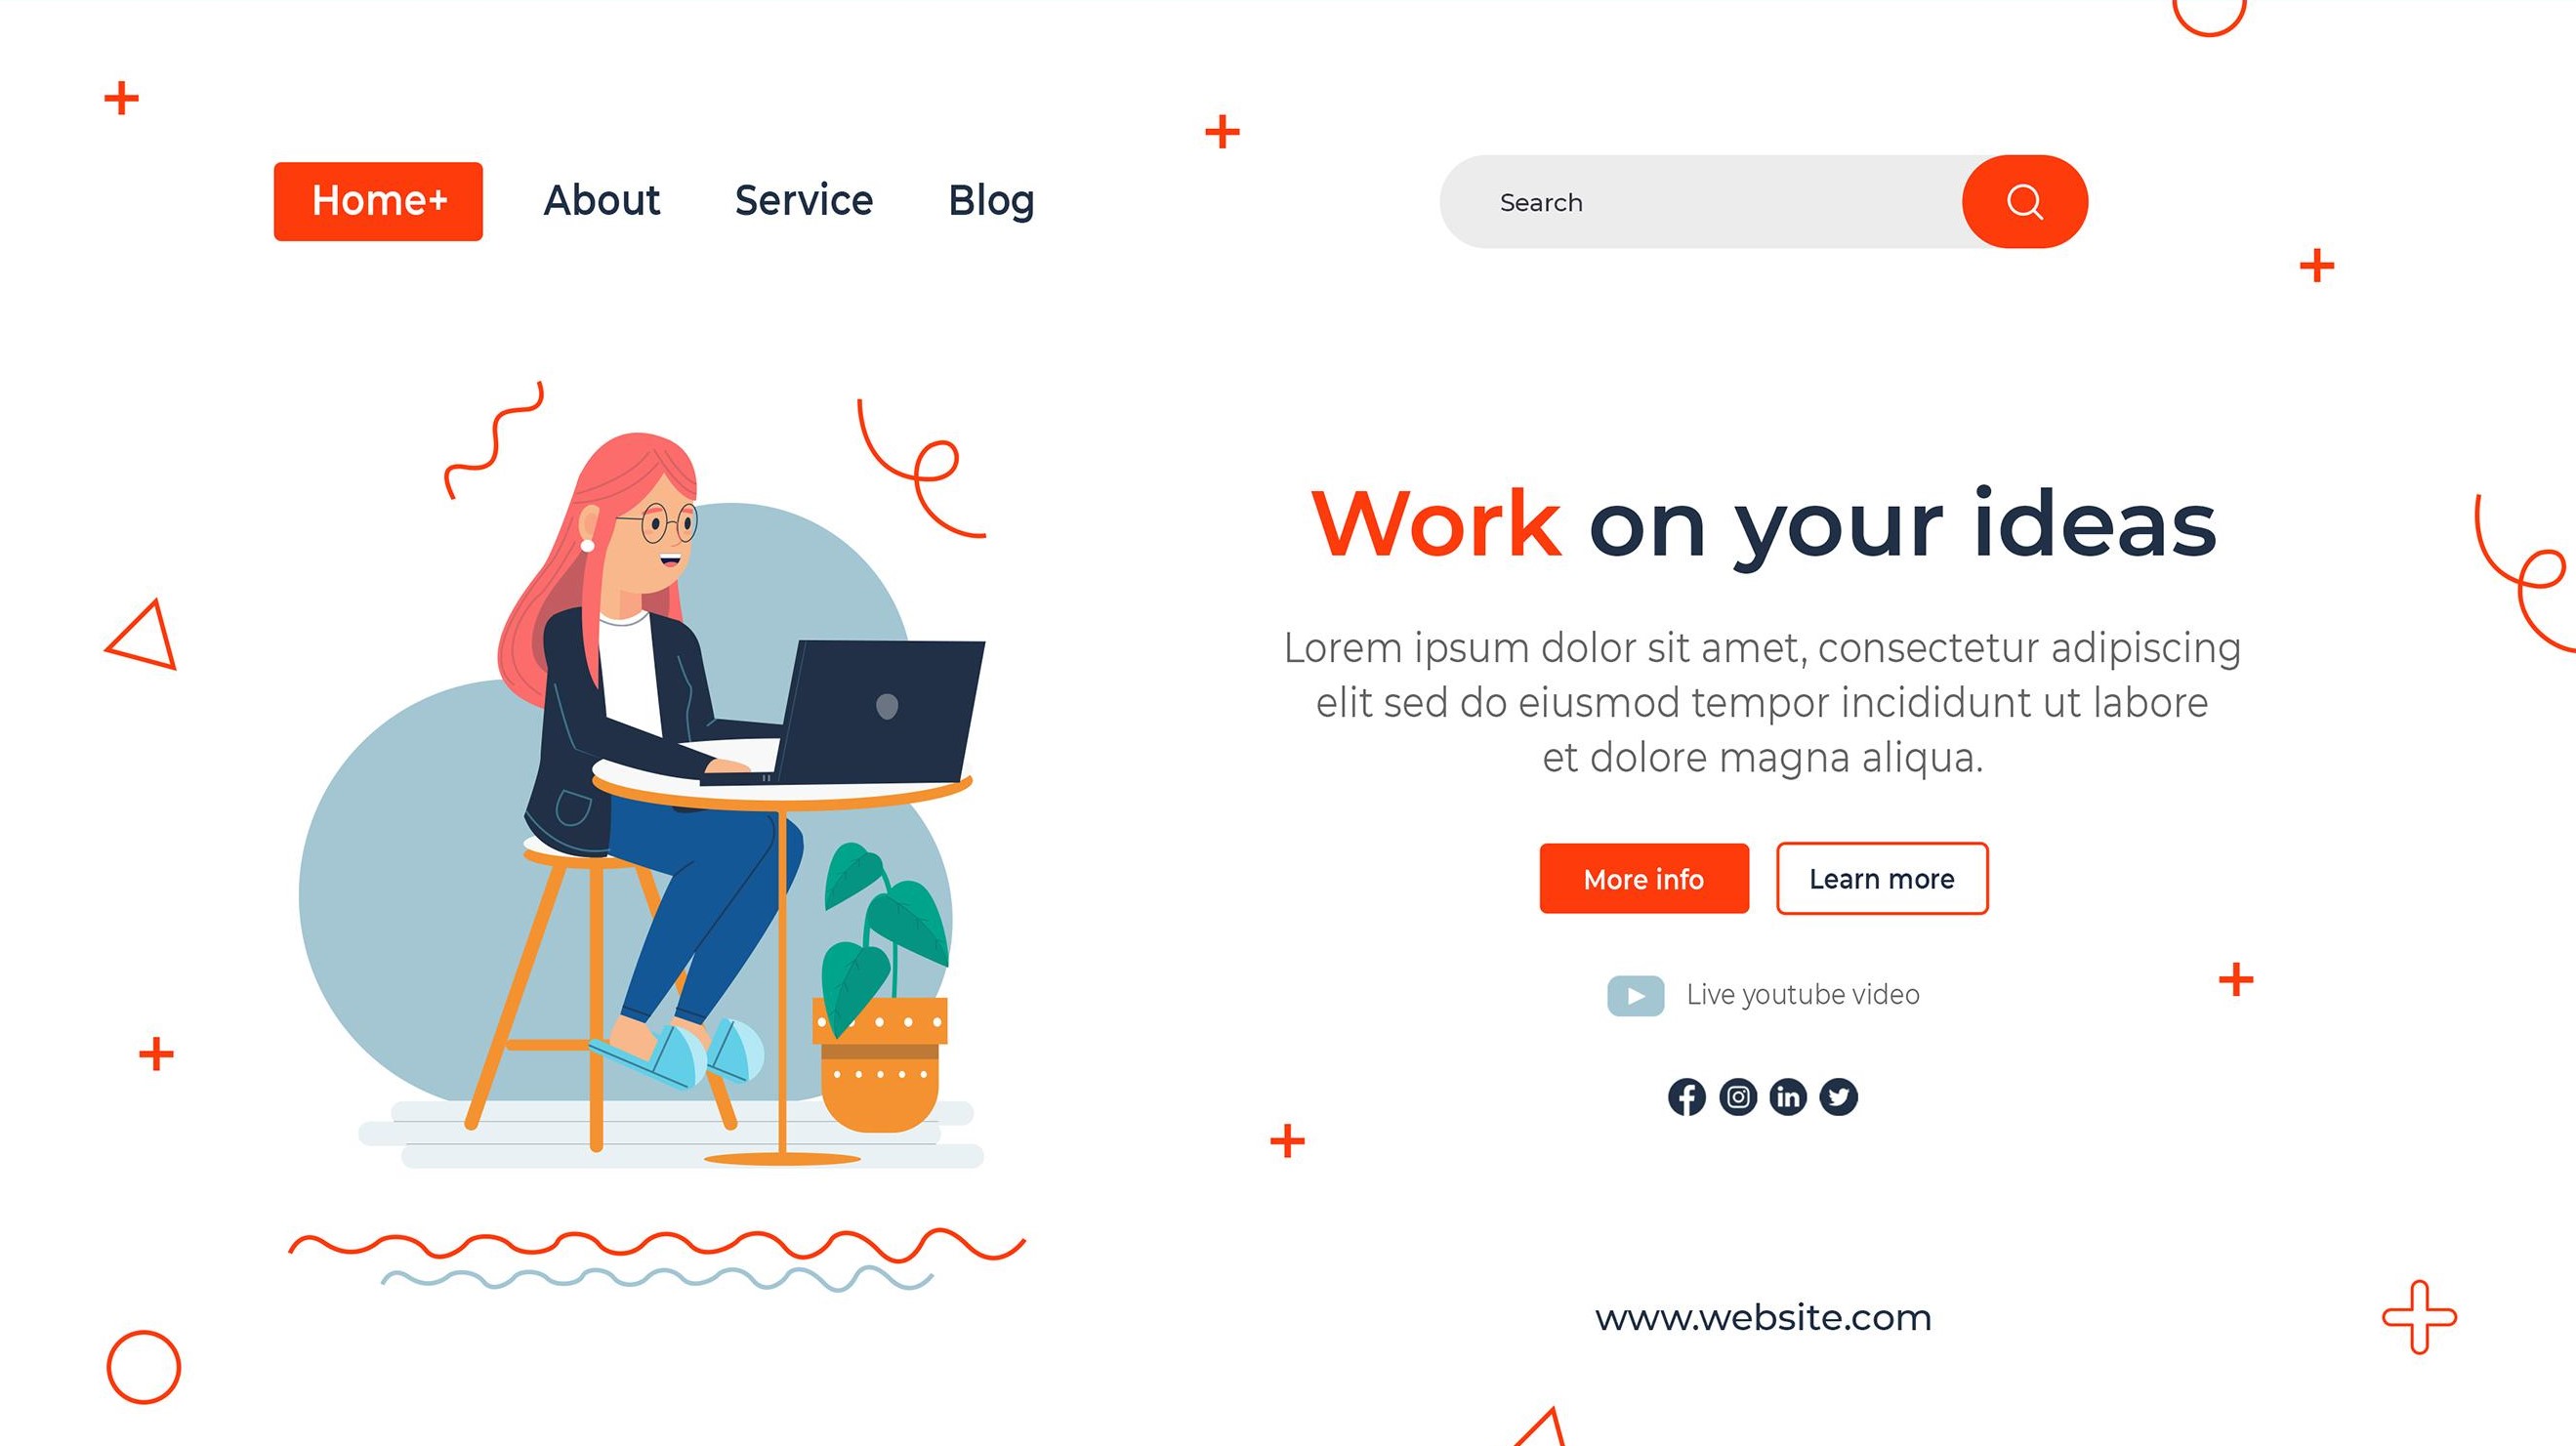 Home+ About Service Blog
Search
Work on your ideas
Lorem ipsum dolor sit amet, consectetur adipiscing
elit sed do eiusmod tempor incididunt ut labore
et dolore magna aliqua.
More info Learn more
Live youtube video
www.website.com